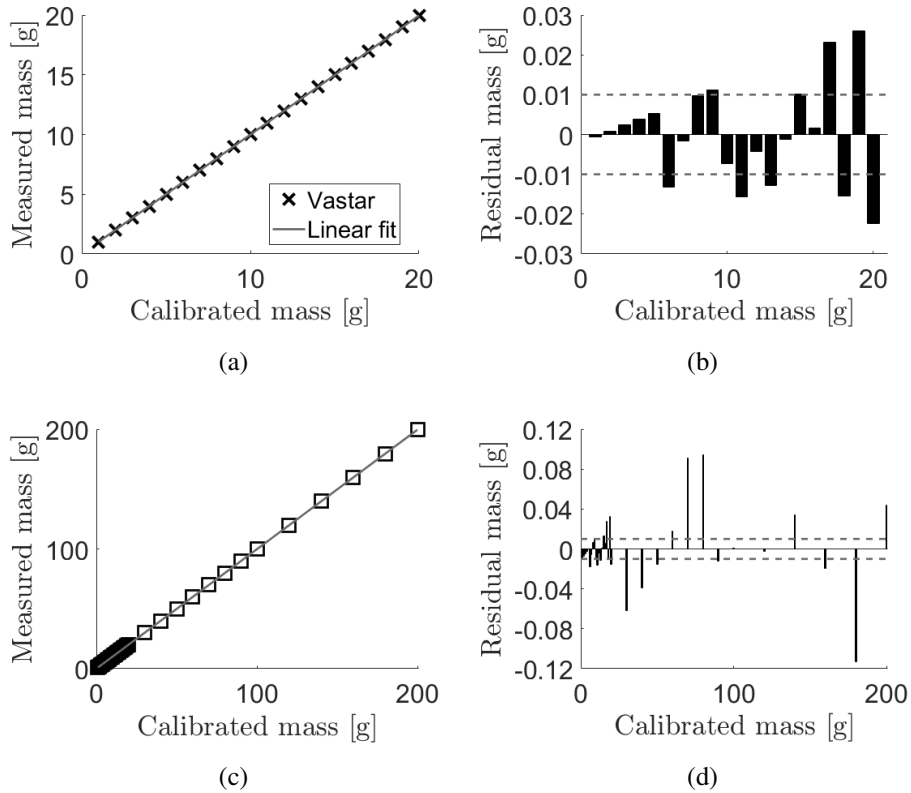 20
15
10
5
0
Measured mass [g]
Vastar
Linear fit
0
10
20
Calibrated mass [g]
(a)
0.03
0.02
0.01
0
-0.01
-0.02
-0.03
Residual mass [g]
0
10
20
Calibrated mass [g]
(b)
200
100
0
Measured mass [g]
0
100
200
Calibrated mass [g]
(c)
0.12
0.08
0.04
0
-0.04
-0.08
-0.12
Residual mass [g]
0
100
200
Calibrated mass [g]
(d)